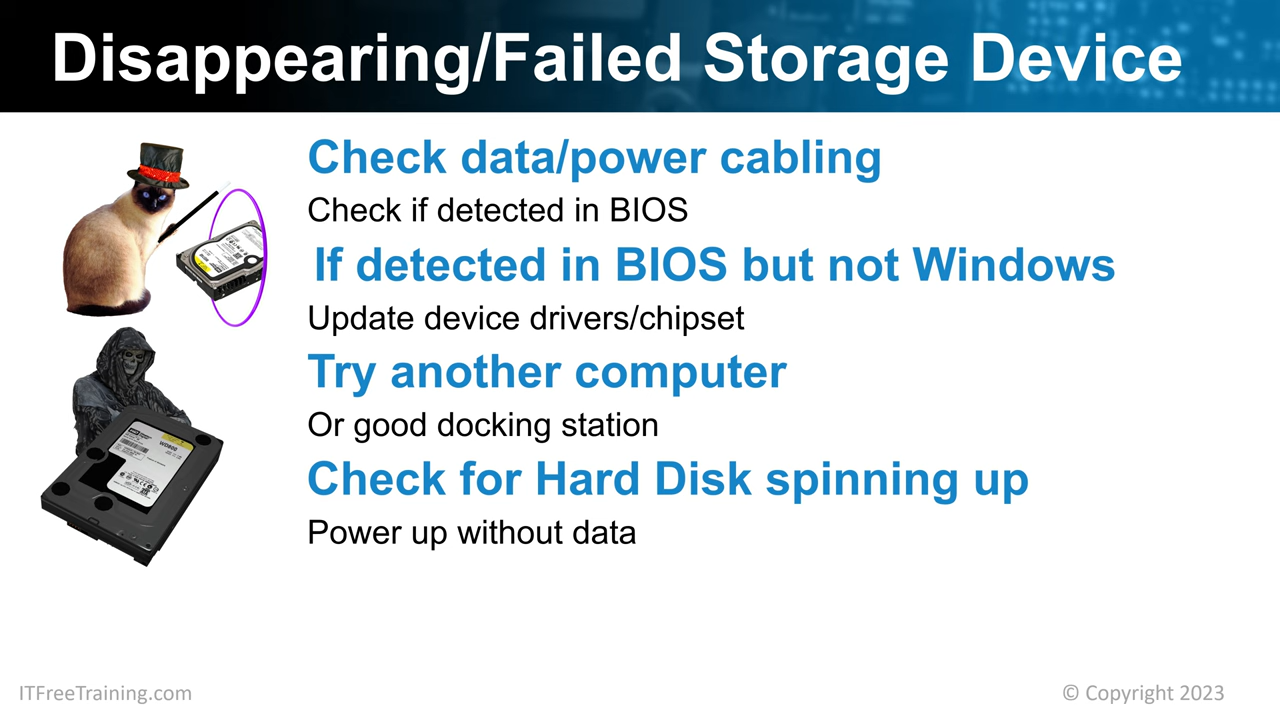 Disappearing/Failed Storage Device
Check data/power cabling
Check if detected in BIOS
If detected in BIOS but not Windows
Update device drivers/chipset
Try another computer
Or good docking station
Check for Hard Disk spinning up
Power up without data
ITFreeTraining.com
© Copyright 2023